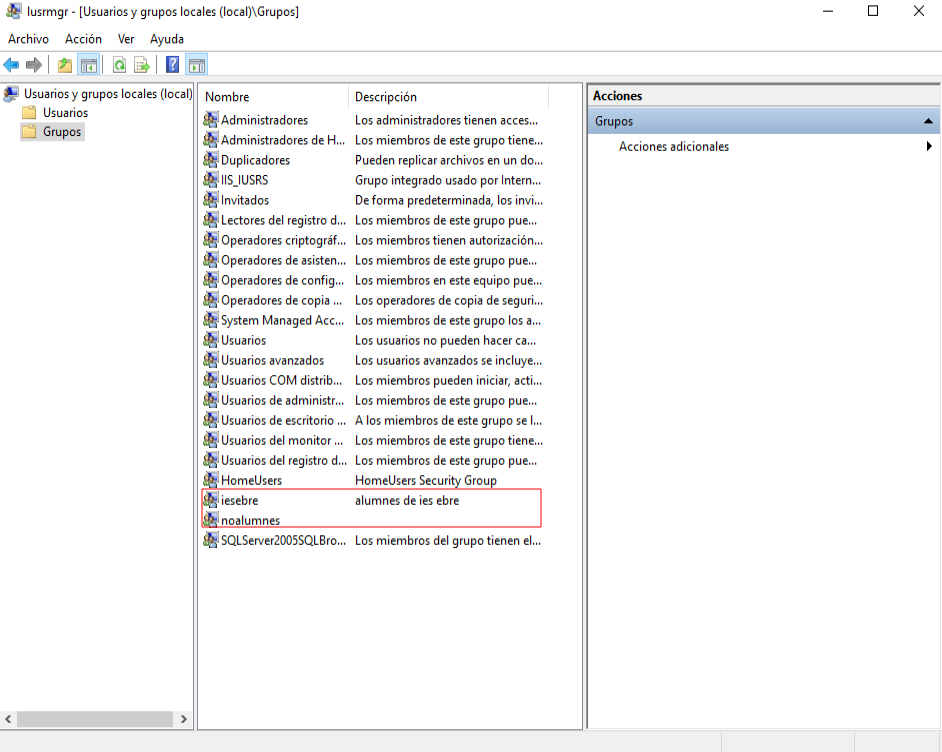 lusrmgr - [Usuarios y grupos locales (local)\Grupos]
Archivo Acción Ver Ayuda
Usuarios y grupos locales (local)
Usuarios
Grupos
Nombre Descripción
Administradores Los administradores tienen acces...
Administradores de H... Los miembros de este grupo tiene...
Duplicadores Pueden replicar archivos en un do...
IIS_IUSRS Grupo integrado usado por Intern...
Invitados De forma predeterminada, los invi...
Lectores del registro d... Los miembros de este grupo pue...
Operadores criptográf... Los miembros tienen autorización...
Operadores de asisten... Los miembros de este grupo pue...
Operadores de config... Los miembros en este equipo pue...
Operadores de copia ... Los operadores de copia de seguri...
System Managed Acc... Los miembros de este grupo los a...
Usuarios Los usuarios no pueden hacer ca...
Usuarios avanzados Los usuarios avanzados se incluye...
Usuarios COM distrib... Los miembros pueden iniciar, acti...
Usuarios de administr... Los miembros de este grupo pue...
Usuarios de escritorio ... A los miembros de este grupo se l...
Usuarios del monitor ... Los miembros de este grupo tiene...
Usuarios del registro d... Los miembros de este grupo pue...
HomeUsers HomeUsers Security Group
iesebre alumnes de ies ebre
noalumnes
SQLServer2005SQLBro... Los miembros del grupo tienen el...
Acciones
Grupos
Acciones adicionales